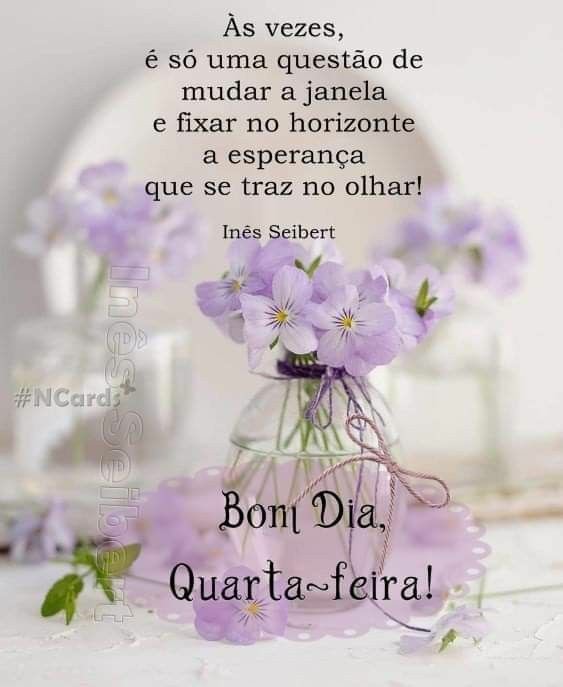 Às vezes,
é só uma questão de
mudar a janela
e fixar no horizonte
a esperança
que se traz no olhar!
Inês Seibert
#NCards
Inês Seibert
Bom Dia,
Quarta~feira!